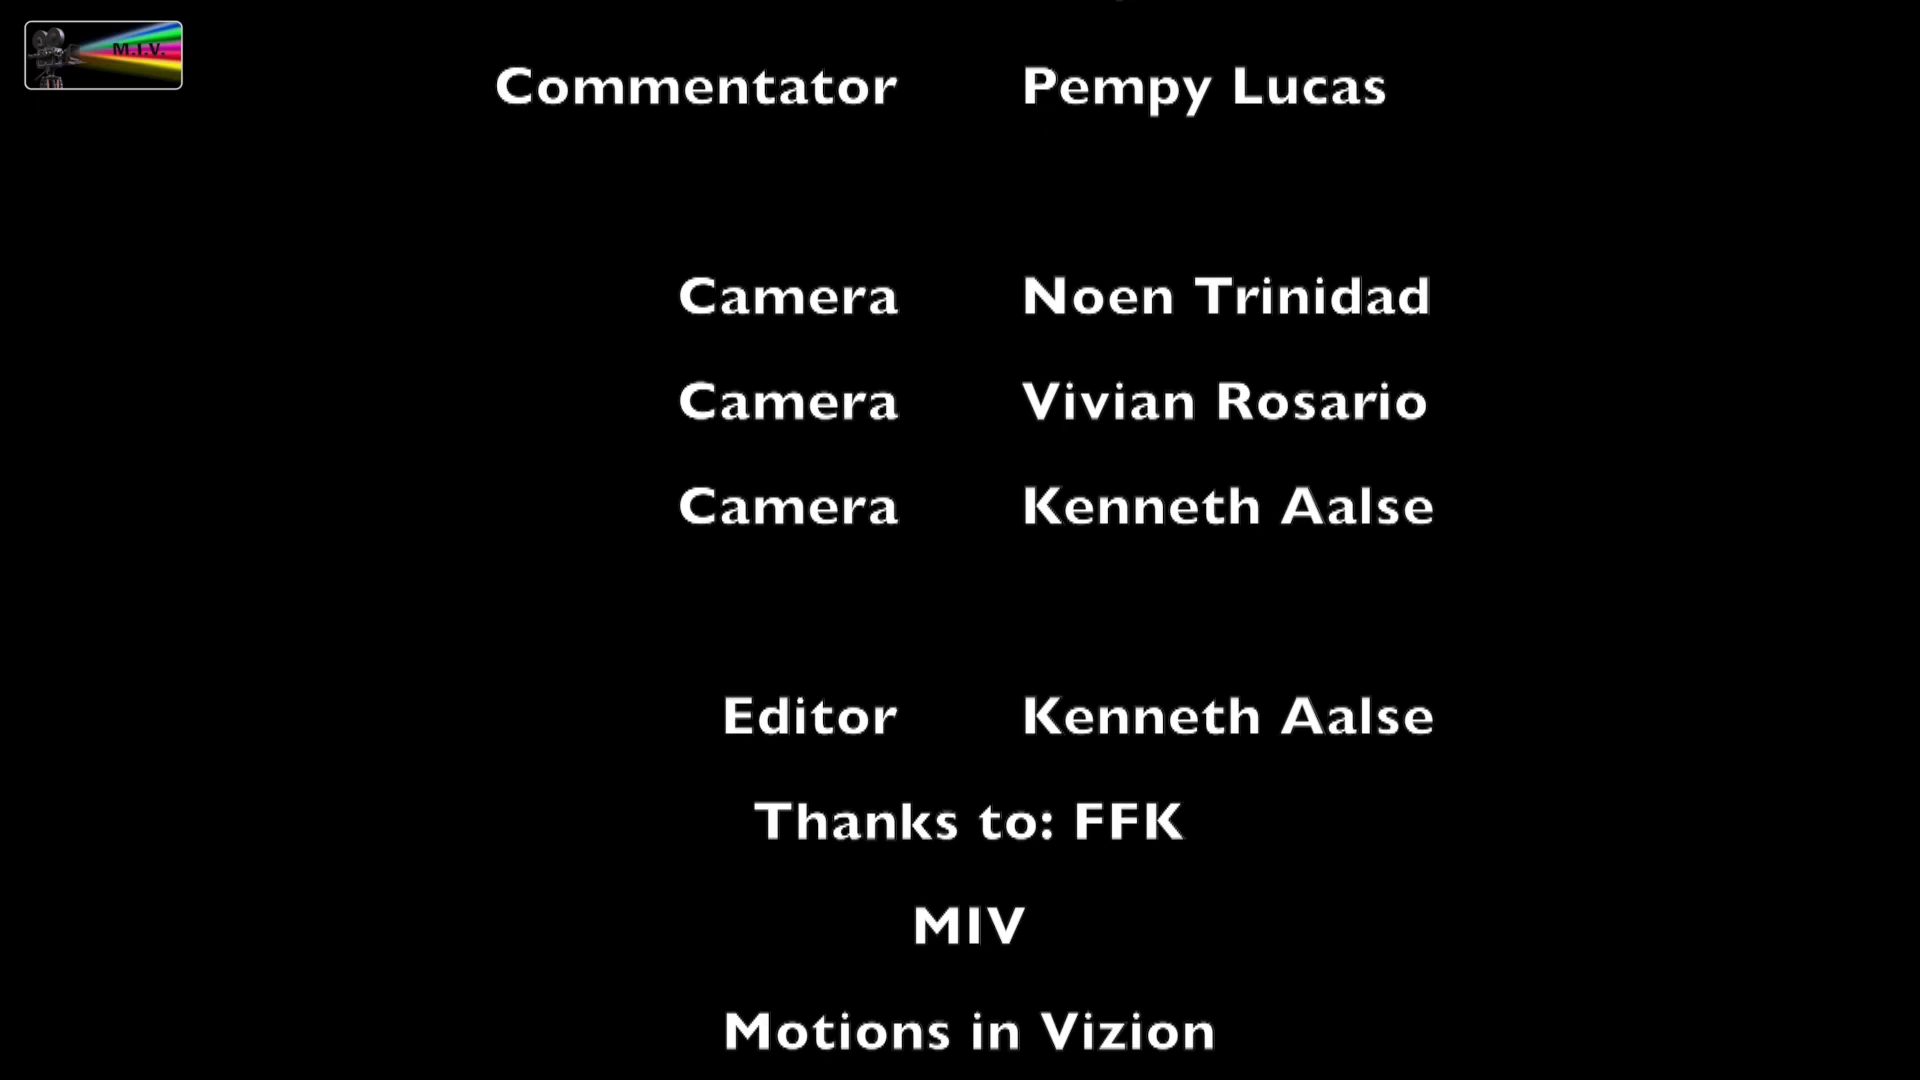 M.I.V.
Commentator Pempy Lucas
Camera Noen Trinidad
Camera Vivian Rosario
Camera Kenneth Aalse
Editor Kenneth Aalse
Thanks to: FFK
MIV
Motions in Vizion